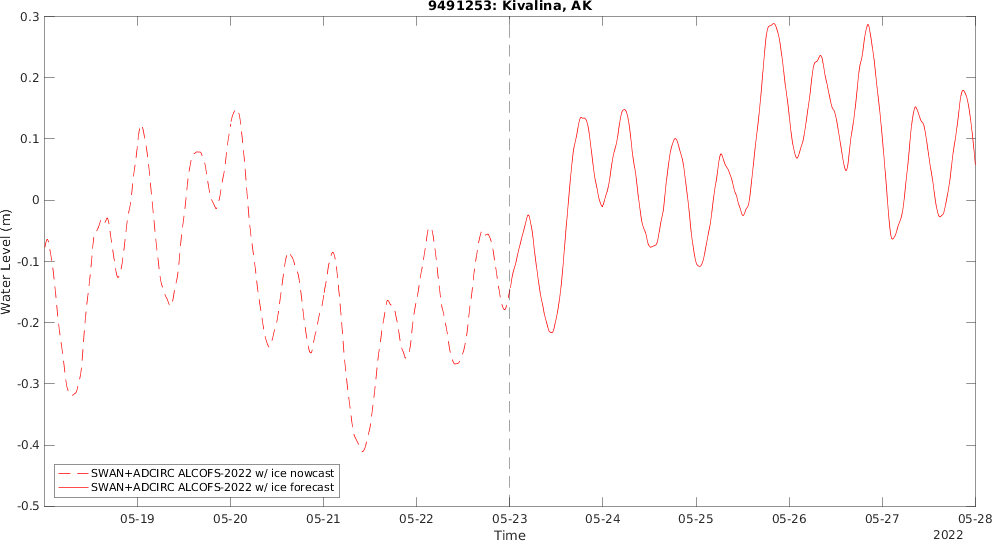 9491253: Kivalina, AK
0.3
0.2
0.1
0
-0.1
-0.2
-0.3
-0.4
-0.5
Water Level (m)
SWAN+ADCIRC ALCOFS-2022 w/ ice nowcast
SWAN+ADCIRC ALCOFS-2022 w/ ice forecast
05-19 05-20 05-21 05-22 05-23 05-24 05-25 05-26 05-27 05-28
Time
2022